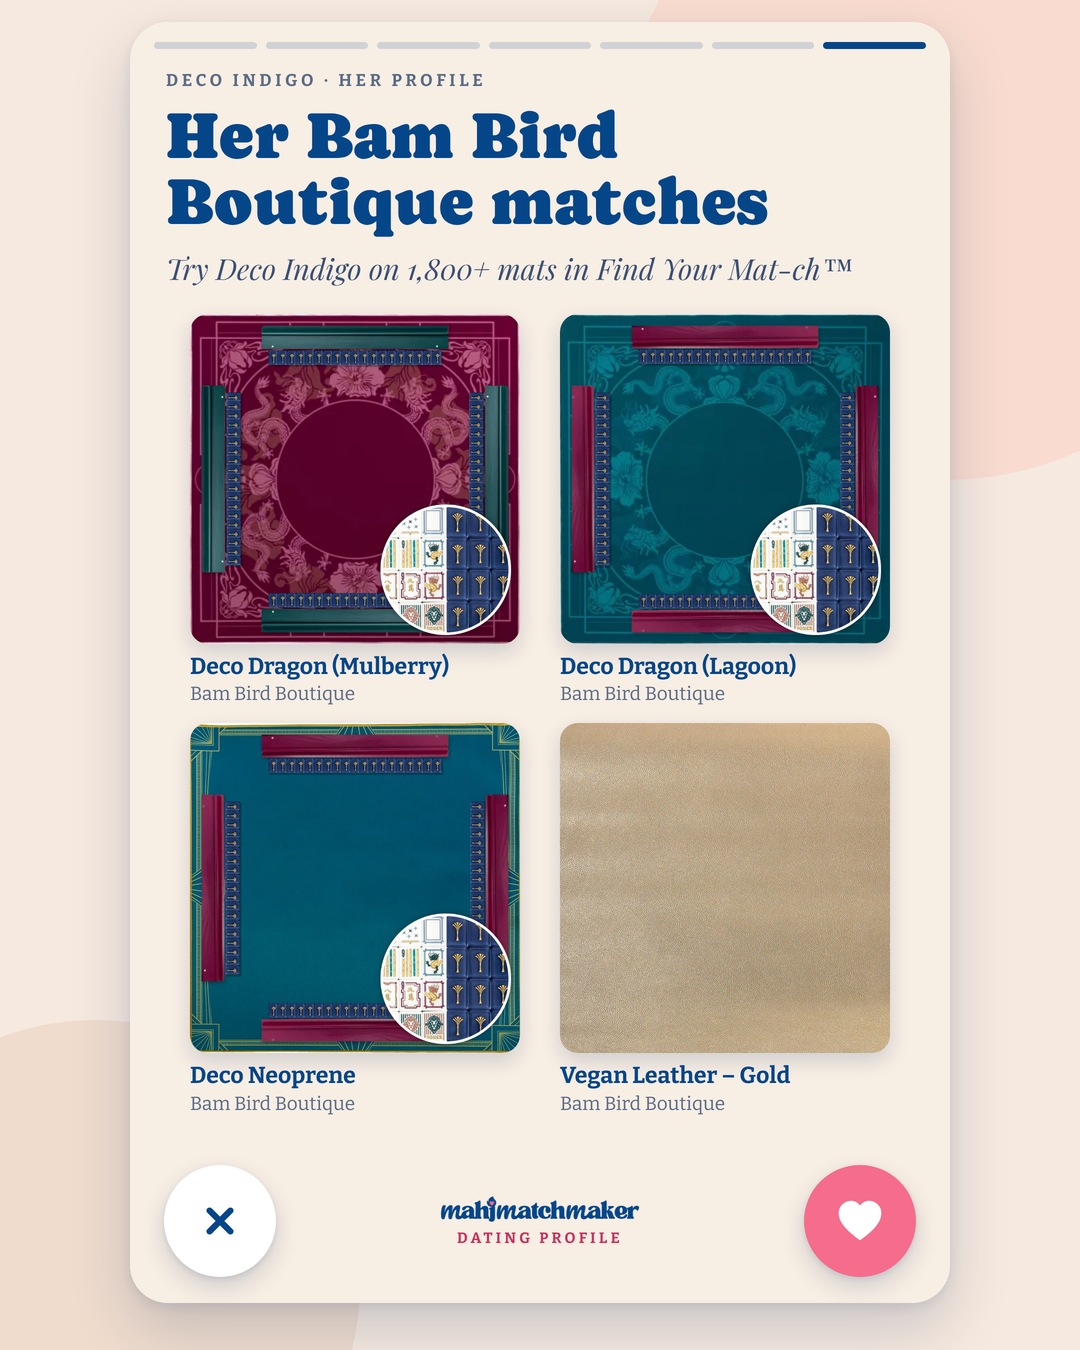 DECO INDIGO · HER PROFILE
Her Bam Bird
Boutique matches
Try Deco Indigo on 1,800+ mats in Find Your Mat-ch™
Deco Dragon (Mulberry)
Bam Bird Boutique
Deco Dragon (Lagoon)
Bam Bird Boutique
Deco Neoprene
Bam Bird Boutique
Vegan Leather – Gold
Bam Bird Boutique
mahjmatchmaker
DATING PROFILE